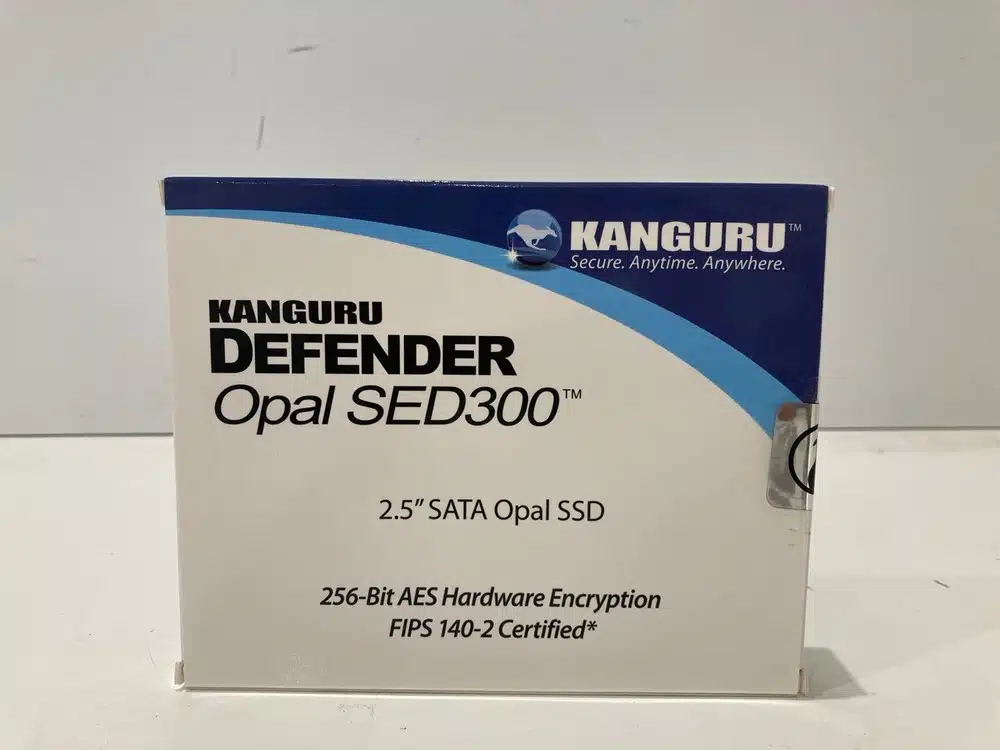 KANGURU™
Secure. Anytime. Anywhere.
KANGURU
DEFENDER
Opal SED300™
2.5” SATA Opal SSD
256-Bit AES Hardware Encryption
FIPS 140-2 Certified*